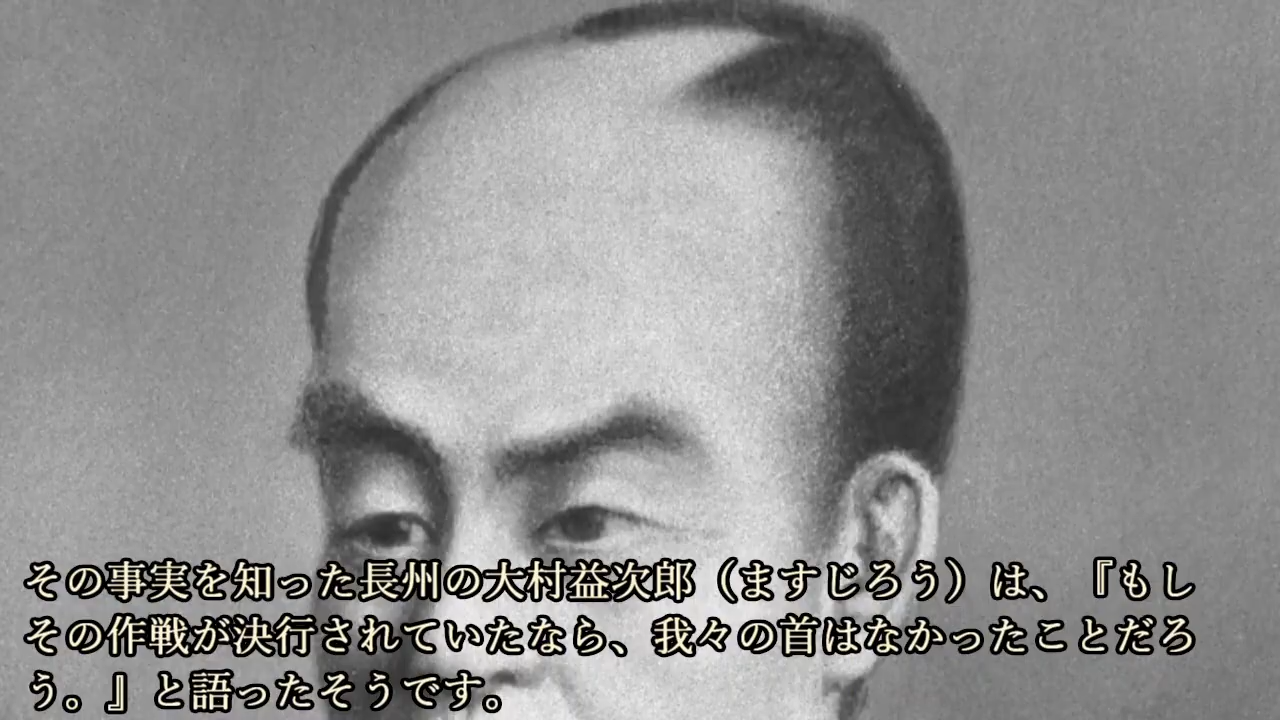 その事実を知った長州の大村益次郎（ますじろう）は、『もし
その作戦が決行されていたなら、我々の首はなかったことだろ
う。』と語ったそうです。